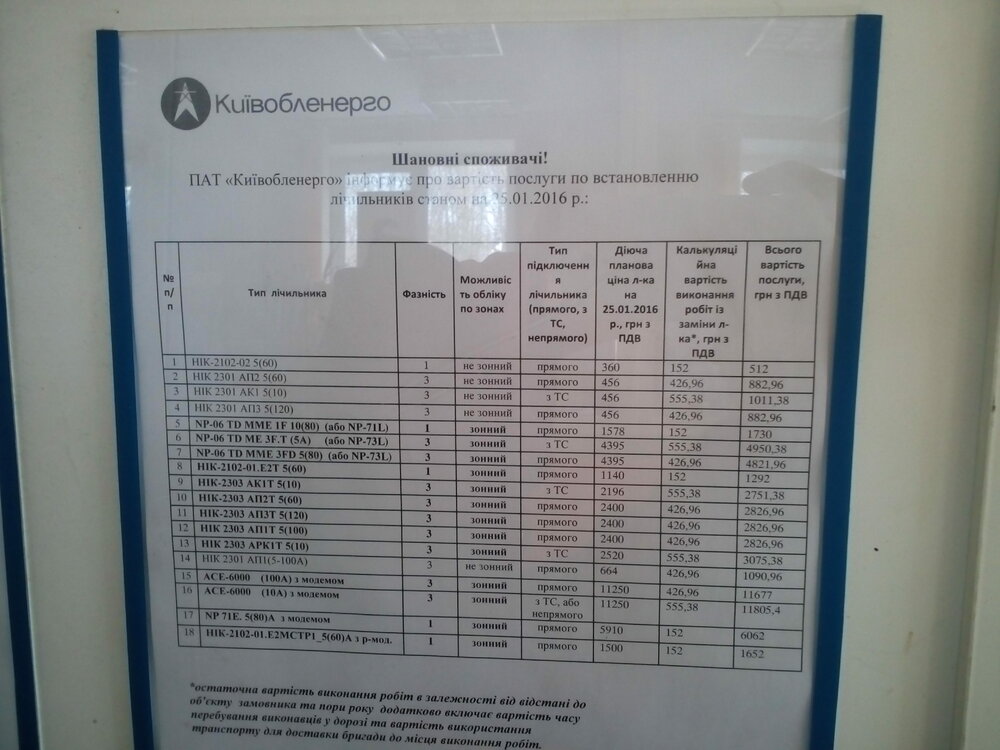 Київобленерго
Шановні споживачі!
ПАТ «Київобленерго» інформує про вартість послуги по встановленню
лічильників станом на 25.01.2016 р.:
№ п/п Тип лічильника Фазність Можливість обліку по зонах Тип підключення лічильника (прямого, з ТС, непрямого) Діюча планова ціна л-ка на 25.01.2016 р., грн з ПДВ Калькуляційна вартість виконання робіт із заміни л-ка*, грн з ПДВ Всього вартість послуги, грн з ПДВ
1 НІК-2102-02 5(60) 1 не зонний прямого 360 152 512
2 НІК 2301 АП2 5(60) 3 не зонний прямого 456 426,96 882,96
3 НІК 2301 АК1 5(10) 3 не зонний з ТС 456 555,38 1011,38
4 НІК 2301 АП3 5(120) 3 не зонний прямого 456 426,96 882,96
5 NP-06 TD MME 1F 10(80) (або NP-71L) 1 зонний прямого 1578 152 1730
6 NP-06 TD ME 3F.T (5A) (або NP-73L) 3 зонний з ТС 4395 555,38 4950,38
7 NP-06 TD MME 3FD 5(80) (або NP-73L) 3 зонний прямого 4395 426,96 4821,96
8 НІК-2102-01.Е2Т 5(60) 1 зонний прямого 1140 152 1292
9 НІК-2303 АК1Т 5(10) 3 зонний з ТС 2196 555,38 2751,38
10 НІК-2303 АП2Т 5(60) 3 зонний прямого 2400 426,96 2826,96
11 НІК-2303 АП3Т 5(120) 3 зонний прямого 2400 426,96 2826,96
12 НІК 2303 АП1Т 5(100) 3 зонний прямого 2400 426,96 2826,96
13 НІК 2303 АРК1Т 5(10) 3 зонний з ТС 2520 555,38 3075,38
14 НІК 2301 АП1(5-100А) 3 не зонний прямого 664 426,96 1090,96
15 АСЕ-6000 (100А) з модемом 3 зонний прямого 11250 426,96 11677
16 АСЕ-6000 (10А) з модемом 3 зонний з ТС, або непрямого 11250 555,38 11805,4
17 NP 71E. 5(80)А з модемом 1 зонний прямого 5910 152 6062
18 НІК-2102-01.Е2МСТР1_5(60)А з р-мод. 1 зонний прямого 1500 152 1652
*остаточна вартість виконання робіт в залежності від відстані до
об'єкту замовника та пори року додатково включає вартість часу
перебування виконавців у дорозі та вартість використання
транспорту для доставки бригади до місця виконання робіт.